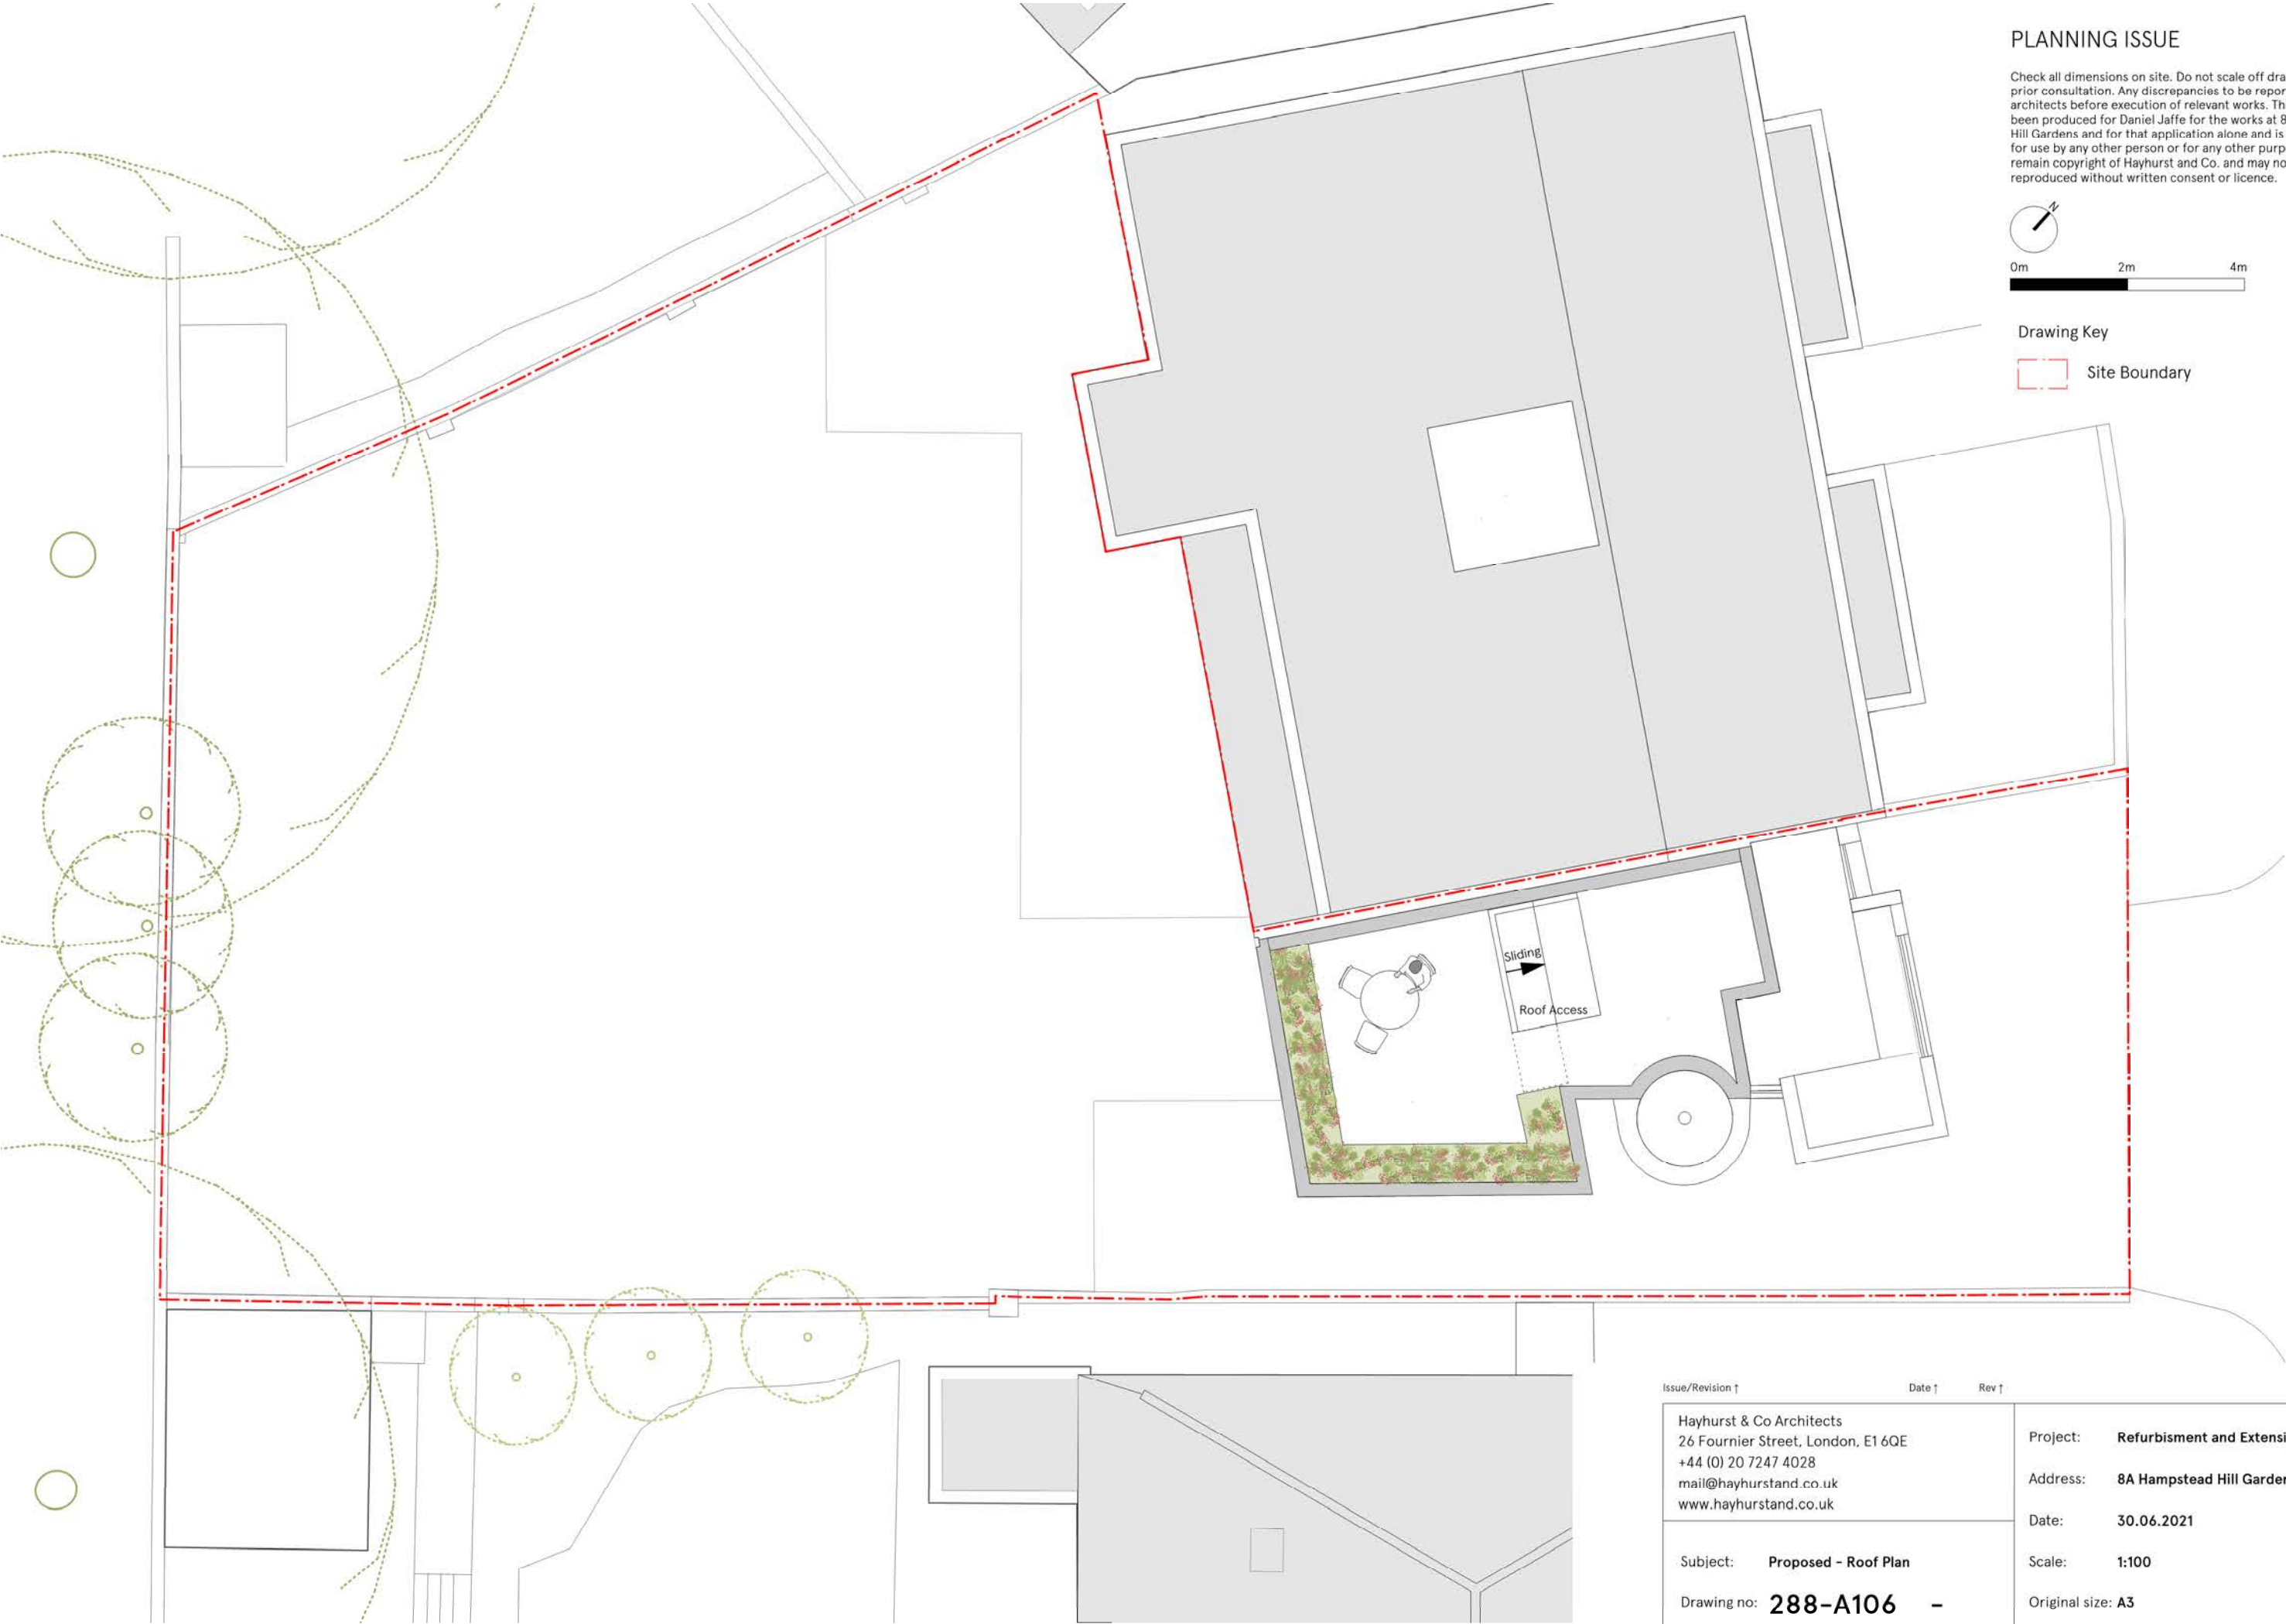 PLANNING ISSUE
Check all dimensions on site. Do not scale off dra
prior consultation. Any discrepancies to be repor
architects before execution of relevant works. Th
been produced for Daniel Jaffe for the works at 8
Hill Gardens and for that application alone and is
for use by any other person or for any other purp
remain copyright of Hayhurst and Co. and may no
reproduced without written consent or licence.
N
0m 2m 4m
Drawing Key
Site Boundary
Sliding
Roof Access
Issue/Revision ↑ Date ↑ Rev ↑
Hayhurst & Co Architects
26 Fournier Street, London, E1 6QE
+44 (0) 20 7247 4028
mail@hayhurstand.co.uk
www.hayhurstand.co.uk
Subject: Proposed - Roof Plan
Drawing no: 288-A106 -
Project: Refurbisment and Extensi
Address: 8A Hampstead Hill Garde
Date: 30.06.2021
Scale: 1:100
Original size: A3